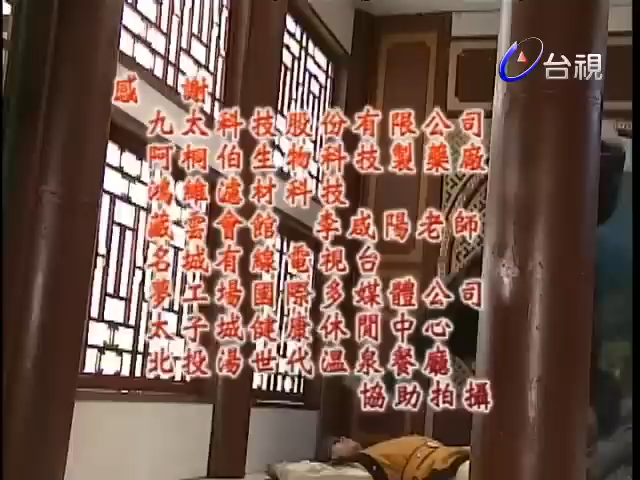 台視
感謝
九太科技股份有限公司
阿桐伯生物科技製藥廠
鴻緯濾材科技
藏雲會館 李咸陽老師
名城有線電視台
夢工場國際多媒體公司
太子城健康休閒中心
北投湯世代溫泉餐廳
協助拍攝